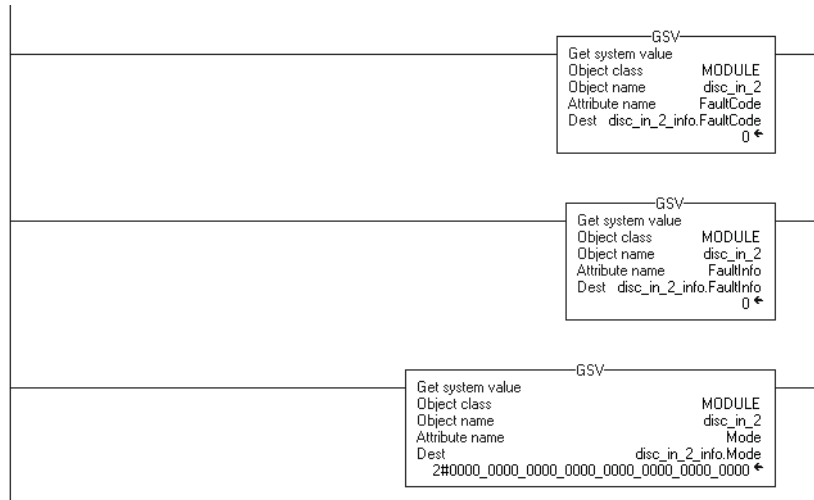 GSV
Get system value
Object class MODULE
Object name disc_in_2
Attribute name FaultCode
Dest disc_in_2_info.FaultCode
0
GSV
Get system value
Object class MODULE
Object name disc_in_2
Attribute name FaultInfo
Dest disc_in_2_info.FaultInfo
0
GSV
Get system value
Object class MODULE
Object name disc_in_2
Attribute name Mode
Dest disc_in_2_info.Mode
2#0000_0000_0000_0000_0000_0000_0000_0000